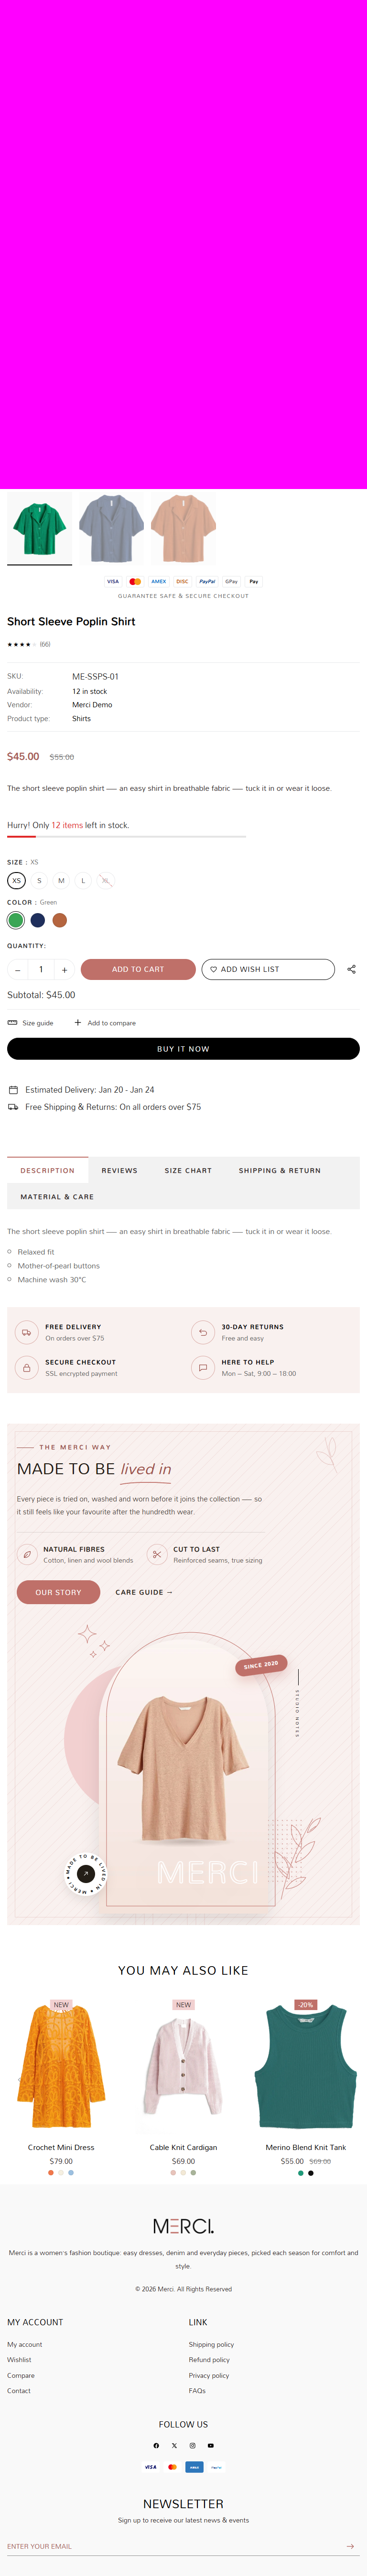 VISA AMEX DISC PayPal GPay Pay
GUARANTEE SAFE & SECURE CHECKOUT
Short Sleeve Poplin Shirt
(66)
SKU: ME-SSPS-01
Availability: 12 in stock
Vendor: Merci Demo
Product type: Shirts
$45.00 $55.00
The short sleeve poplin shirt — an easy shirt in breathable fabric — tuck it in or wear it loose.
Hurry! Only 12 items left in stock.
SIZE : XS
XS S M L XL
COLOR : Green
QUANTITY:
− 1 + ADD TO CART ADD WISH LIST
Subtotal: $45.00
Size guide Add to compare
BUY IT NOW
Estimated Delivery: Jan 20 - Jan 24
Free Shipping & Returns: On all orders over $75
DESCRIPTION REVIEWS SIZE CHART SHIPPING & RETURN
MATERIAL & CARE
The short sleeve poplin shirt — an easy shirt in breathable fabric — tuck it in or wear it loose.
Relaxed fit
Mother-of-pearl buttons
Machine wash 30°C
FREE DELIVERY
On orders over $75
30-DAY RETURNS
Free and easy
SECURE CHECKOUT
SSL encrypted payment
HERE TO HELP
Mon – Sat, 9:00 – 18:00
THE MERCI WAY
MADE TO BE lived in
Every piece is tried on, washed and worn before it joins the collection — so
it still feels like your favourite after the hundredth wear.
NATURAL FIBRES
Cotton, linen and wool blends
CUT TO LAST
Reinforced seams, true sizing
OUR STORY CARE GUIDE →
SINCE 2020
STUDIO NOTES
MERCI
MADE TO BE LIVED IN • MERCI •
YOU MAY ALSO LIKE
NEW
Crochet Mini Dress
$79.00
NEW
Cable Knit Cardigan
$69.00
-20%
Merino Blend Knit Tank
$55.00 $69.00
MERCI.
Merci is a women's fashion boutique: easy dresses, denim and everyday pieces, picked each season for comfort and
style.
© 2026 Merci. All Rights Reserved
MY ACCOUNT
My account
Wishlist
Compare
Contact
LINK
Shipping policy
Refund policy
Privacy policy
FAQs
FOLLOW US
VISA AMEX PayPal
NEWSLETTER
Sign up to receive our latest news & events
ENTER YOUR EMAIL